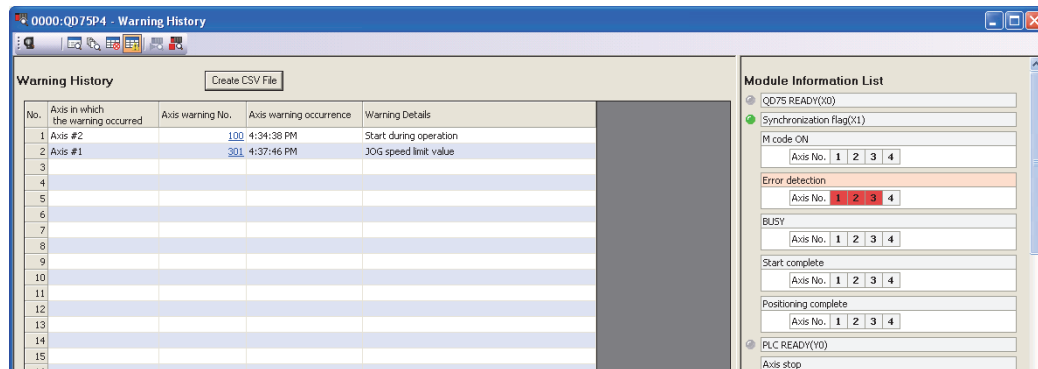 0000:QD75P4 - Warning History
Warning History
Create CSV File
No.
Axis in which
the warning occurred
Axis warning No.
Axis warning occurrence
Warning Details
1 Axis #2 100 4:34:38 PM Start during operation
2 Axis #1 301 4:37:46 PM JOG speed limit value
3
4
5
6
7
8
9
10
11
12
13
14
15
Module Information List
QD75 READY(X0)
Synchronization flag(X1)
M code ON
Axis No. 1 2 3 4
Error detection
Axis No. 1 2 3 4
BUSY
Axis No. 1 2 3 4
Start complete
Axis No. 1 2 3 4
Positioning complete
Axis No. 1 2 3 4
PLC READY(Y0)
Axis stop